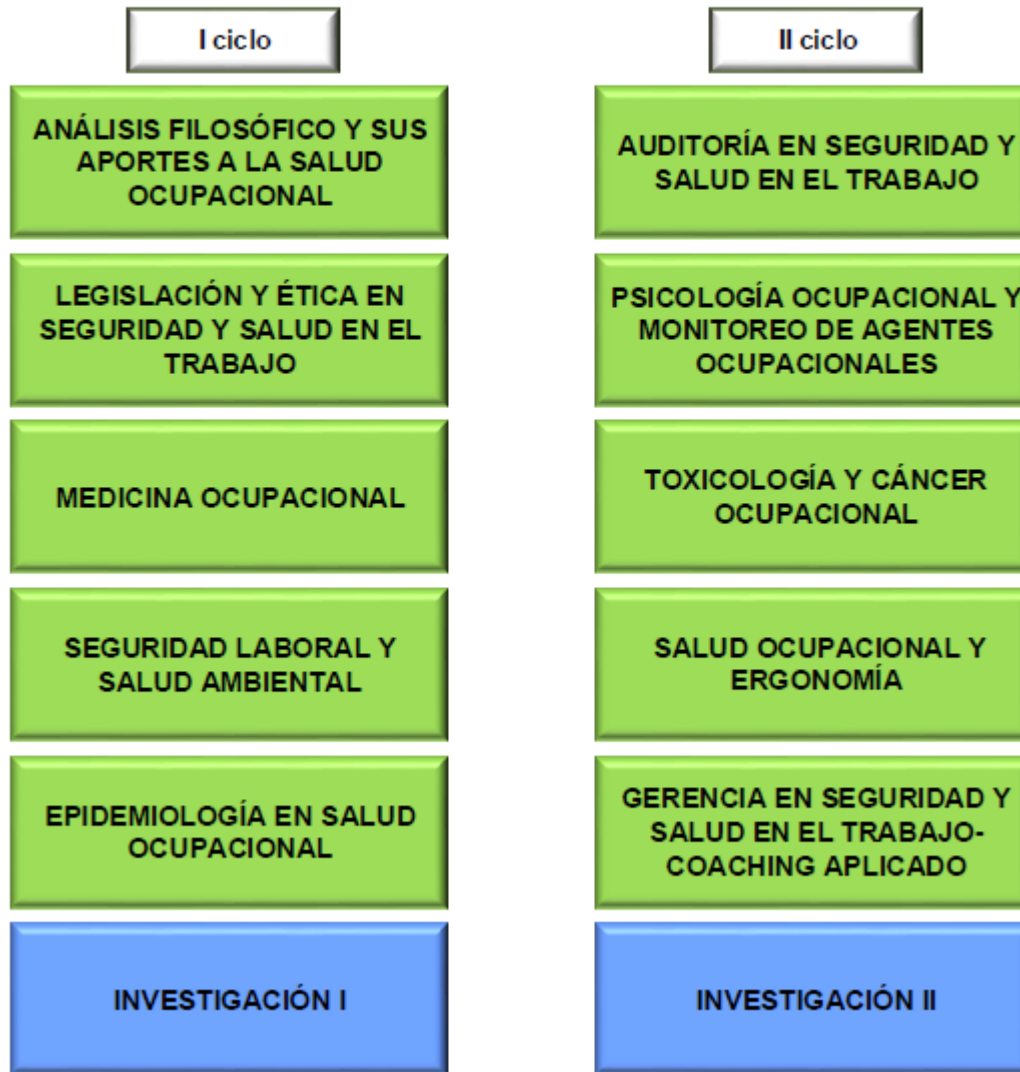 I ciclo
ANÁLISIS FILOSÓFICO Y SUS
APORTES A LA SALUD
OCUPACIONAL
LEGISLACIÓN Y ÉTICA EN
SEGURIDAD Y SALUD EN EL
TRABAJO
MEDICINA OCUPACIONAL
SEGURIDAD LABORAL Y
SALUD AMBIENTAL
EPIDEMIOLOGÍA EN SALUD
OCUPACIONAL
INVESTIGACIÓN I
II ciclo
AUDITORÍA EN SEGURIDAD Y
SALUD EN EL TRABAJO
PSICOLOGÍA OCUPACIONAL Y
MONITOREO DE AGENTES
OCUPACIONALES
TOXICOLOGÍA Y CÁNCER
OCUPACIONAL
SALUD OCUPACIONAL Y
ERGONOMÍA
GERENCIA EN SEGURIDAD Y
SALUD EN EL TRABAJO-
COACHING APLICADO
INVESTIGACIÓN II